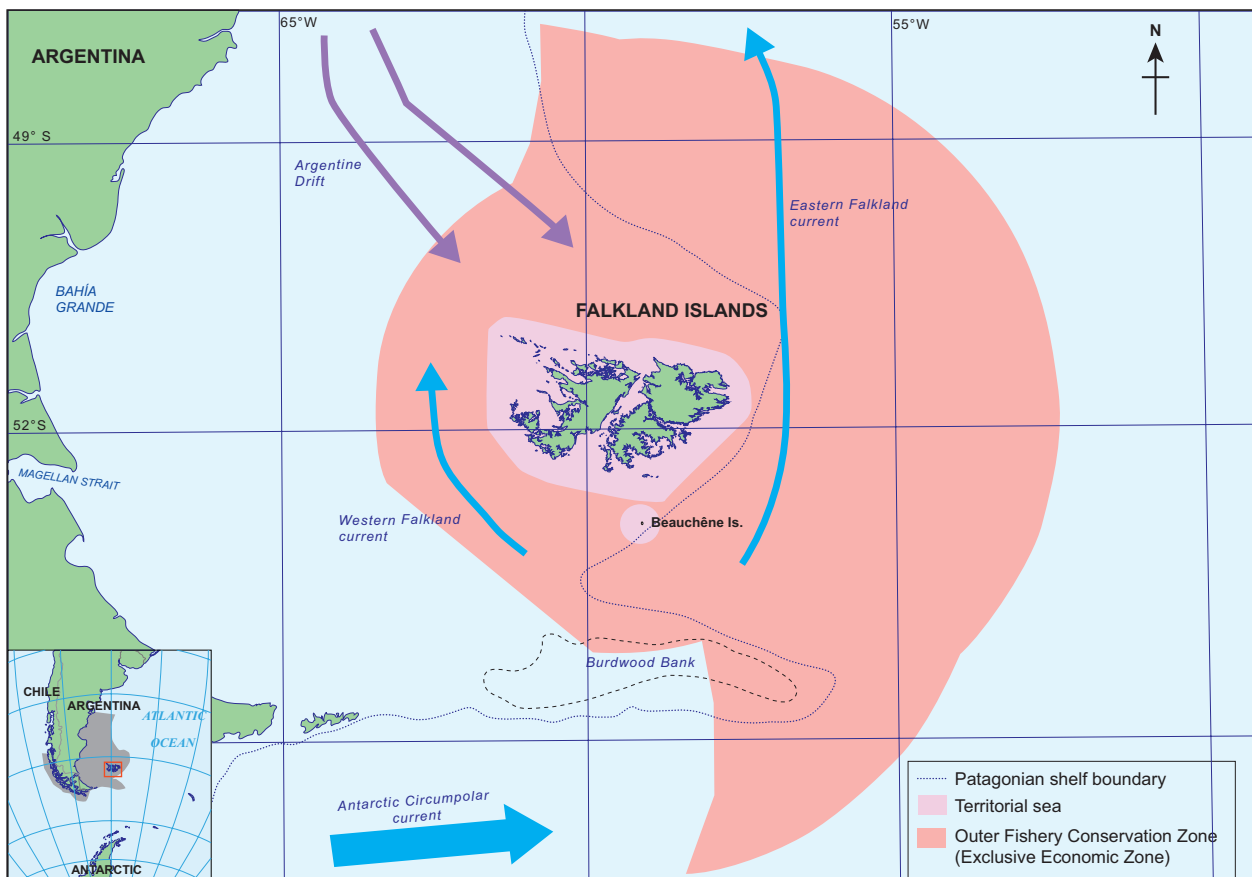 65°W
55°W
ARGENTINA
N
49° S
Argentine
Drift
Eastern Falkland
current
BAHÍA
GRANDE
FALKLAND ISLANDS
52°S
MAGELLAN STRAIT
Western Falkland
current
Beauchêne Is.
Burdwood Bank
CHILE
ARGENTINA
ATLANTIC
OCEAN
ANTARCTIC
Antarctic Circumpolar
current
Patagonian shelf boundary
Territorial sea
Outer Fishery Conservation Zone
(Exclusive Economic Zone)